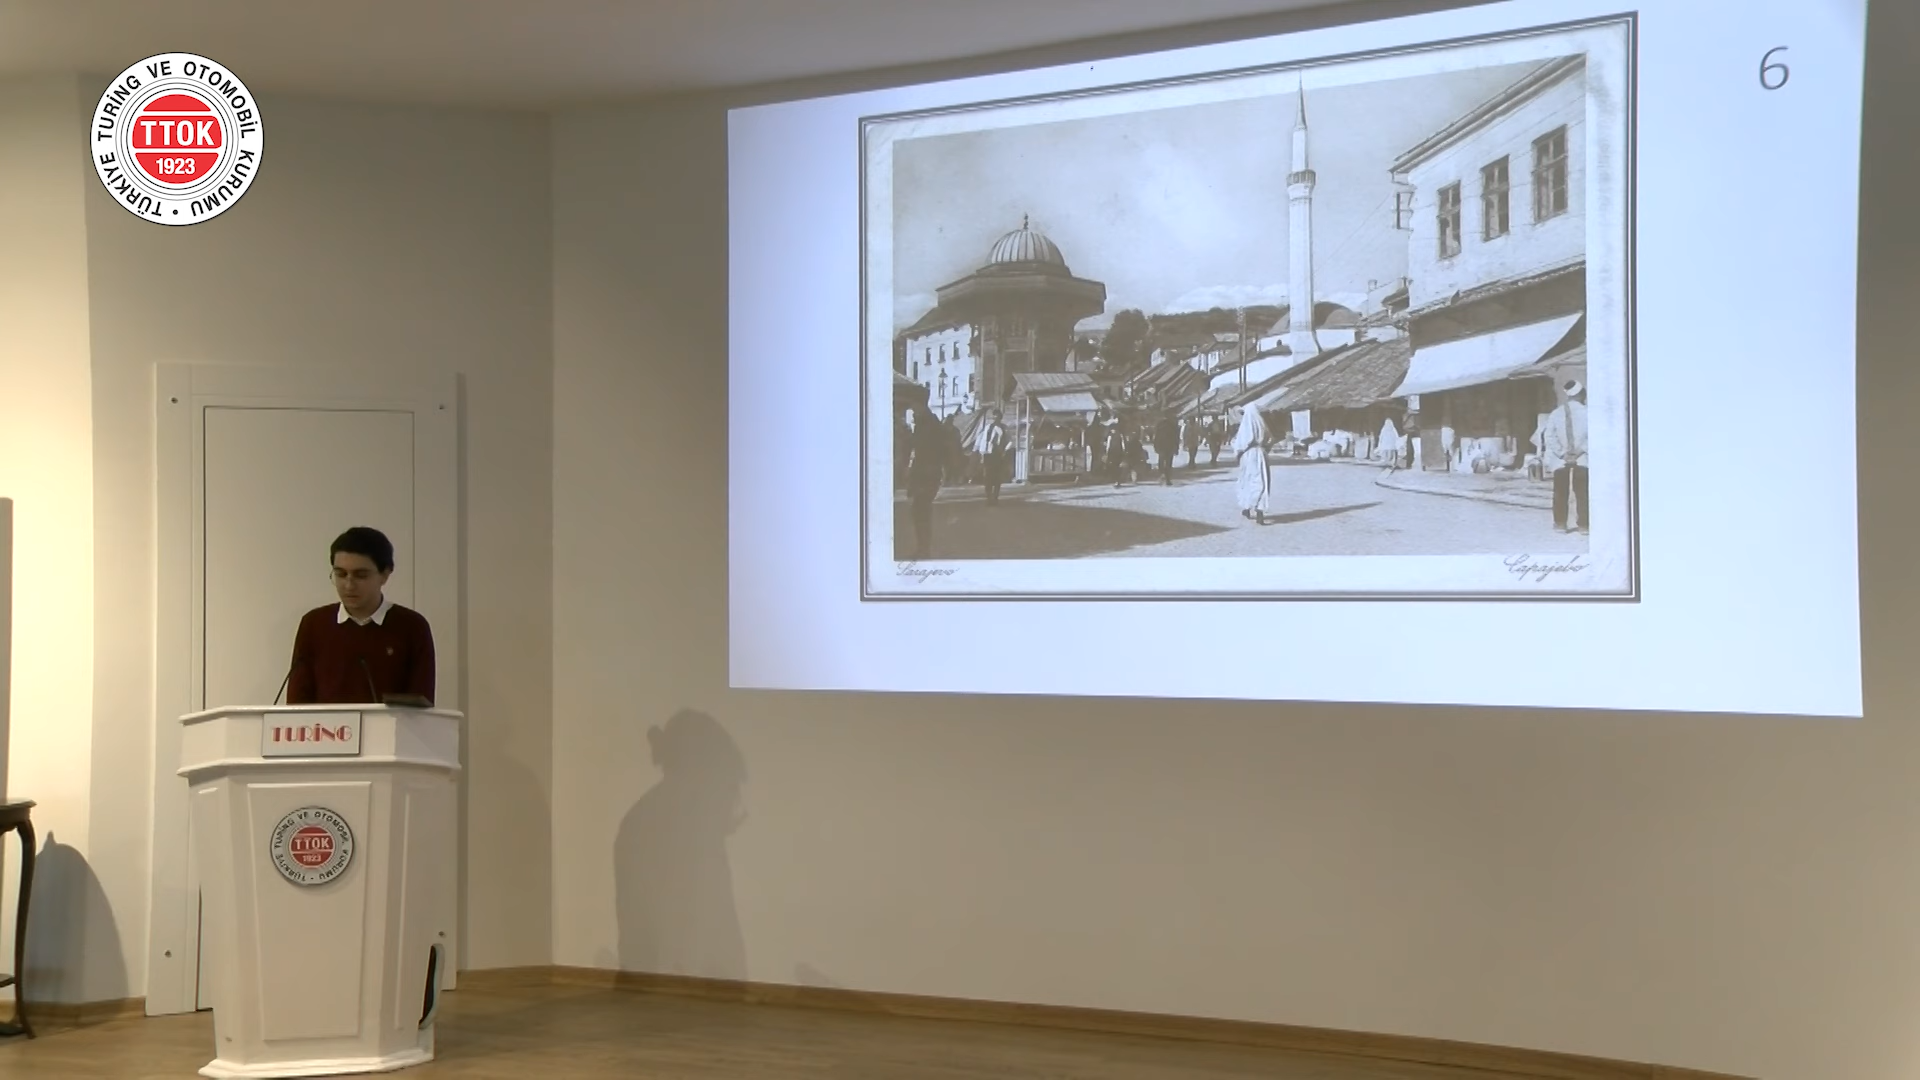 TÜRKİYE TURİNG VE OTOMOBİL KURUMU
TTOK
1923
6
Sarajevo
Сарајево
TURİNG
TÜRKİYE TURİNG VE OTOMOBİL KURUMU
TTOK
1923